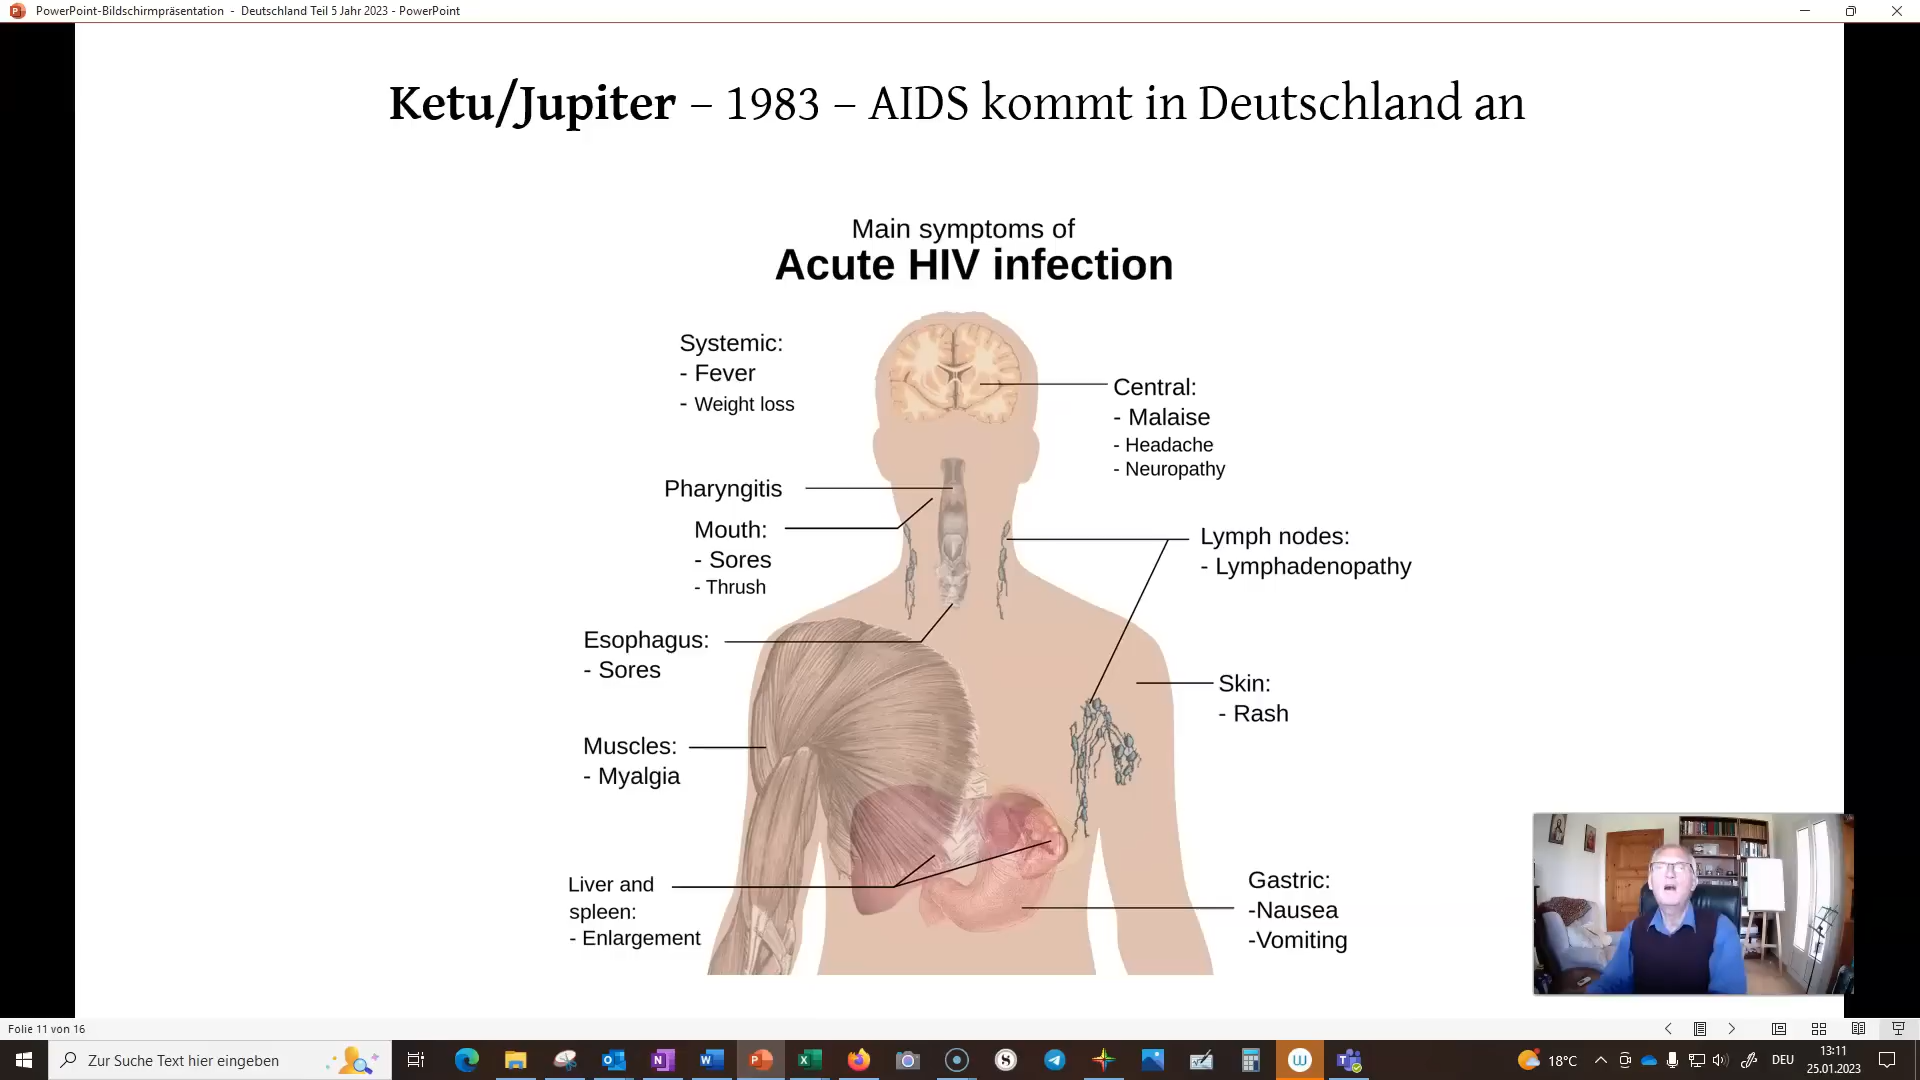 PowerPoint-Bildschirmpräsentation - Deutschland Teil 5 Jahr 2023 - PowerPoint
Ketu/Jupiter – 1983 – AIDS kommt in Deutschland an
Main symptoms of
Acute HIV infection
Systemic:
- Fever
- Weight loss
Central:
- Malaise
- Headache
- Neuropathy
Pharyngitis
Mouth:
- Sores
- Thrush
Lymph nodes:
- Lymphadenopathy
Esophagus:
- Sores
Skin:
- Rash
Muscles:
- Myalgia
Liver and
spleen:
- Enlargement
Gastric:
-Nausea
-Vomiting
Folie 11 von 16
Zur Suche Text hier eingeben
18°C
DEU
13:11
25.01.2023